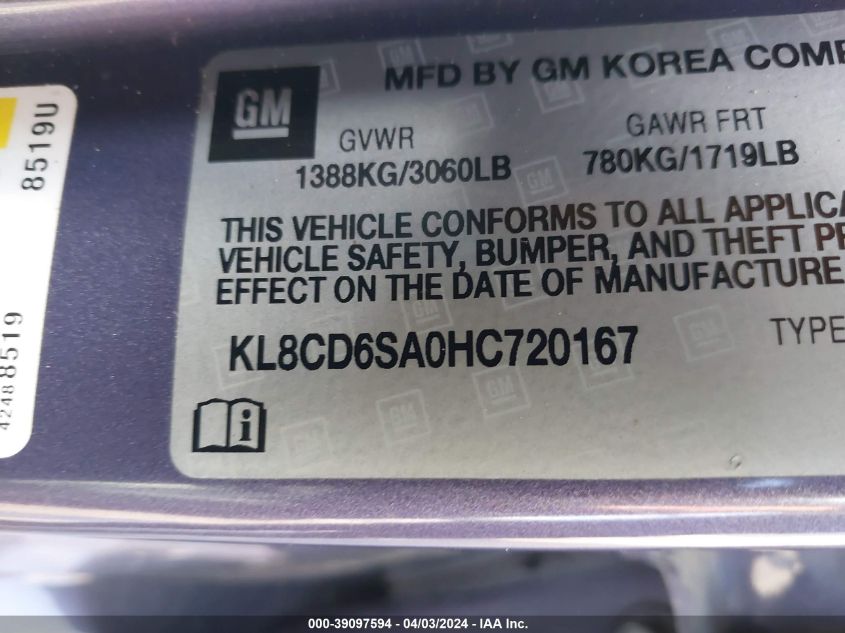 MFD BY GM KOREA COMP
GM
GVWR
GAWR FRT
1388KG/3060LB
780KG/1719LB
THIS VEHICLE CONFORMS TO ALL APPLICA
VEHICLE SAFETY, BUMPER, AND THEFT PR
EFFECT ON THE DATE OF MANUFACTURE
KL8CD6SA0HC720167
TYPE
i
8519U
42488519
000-39097594 - 04/03/2024 - IAA Inc.